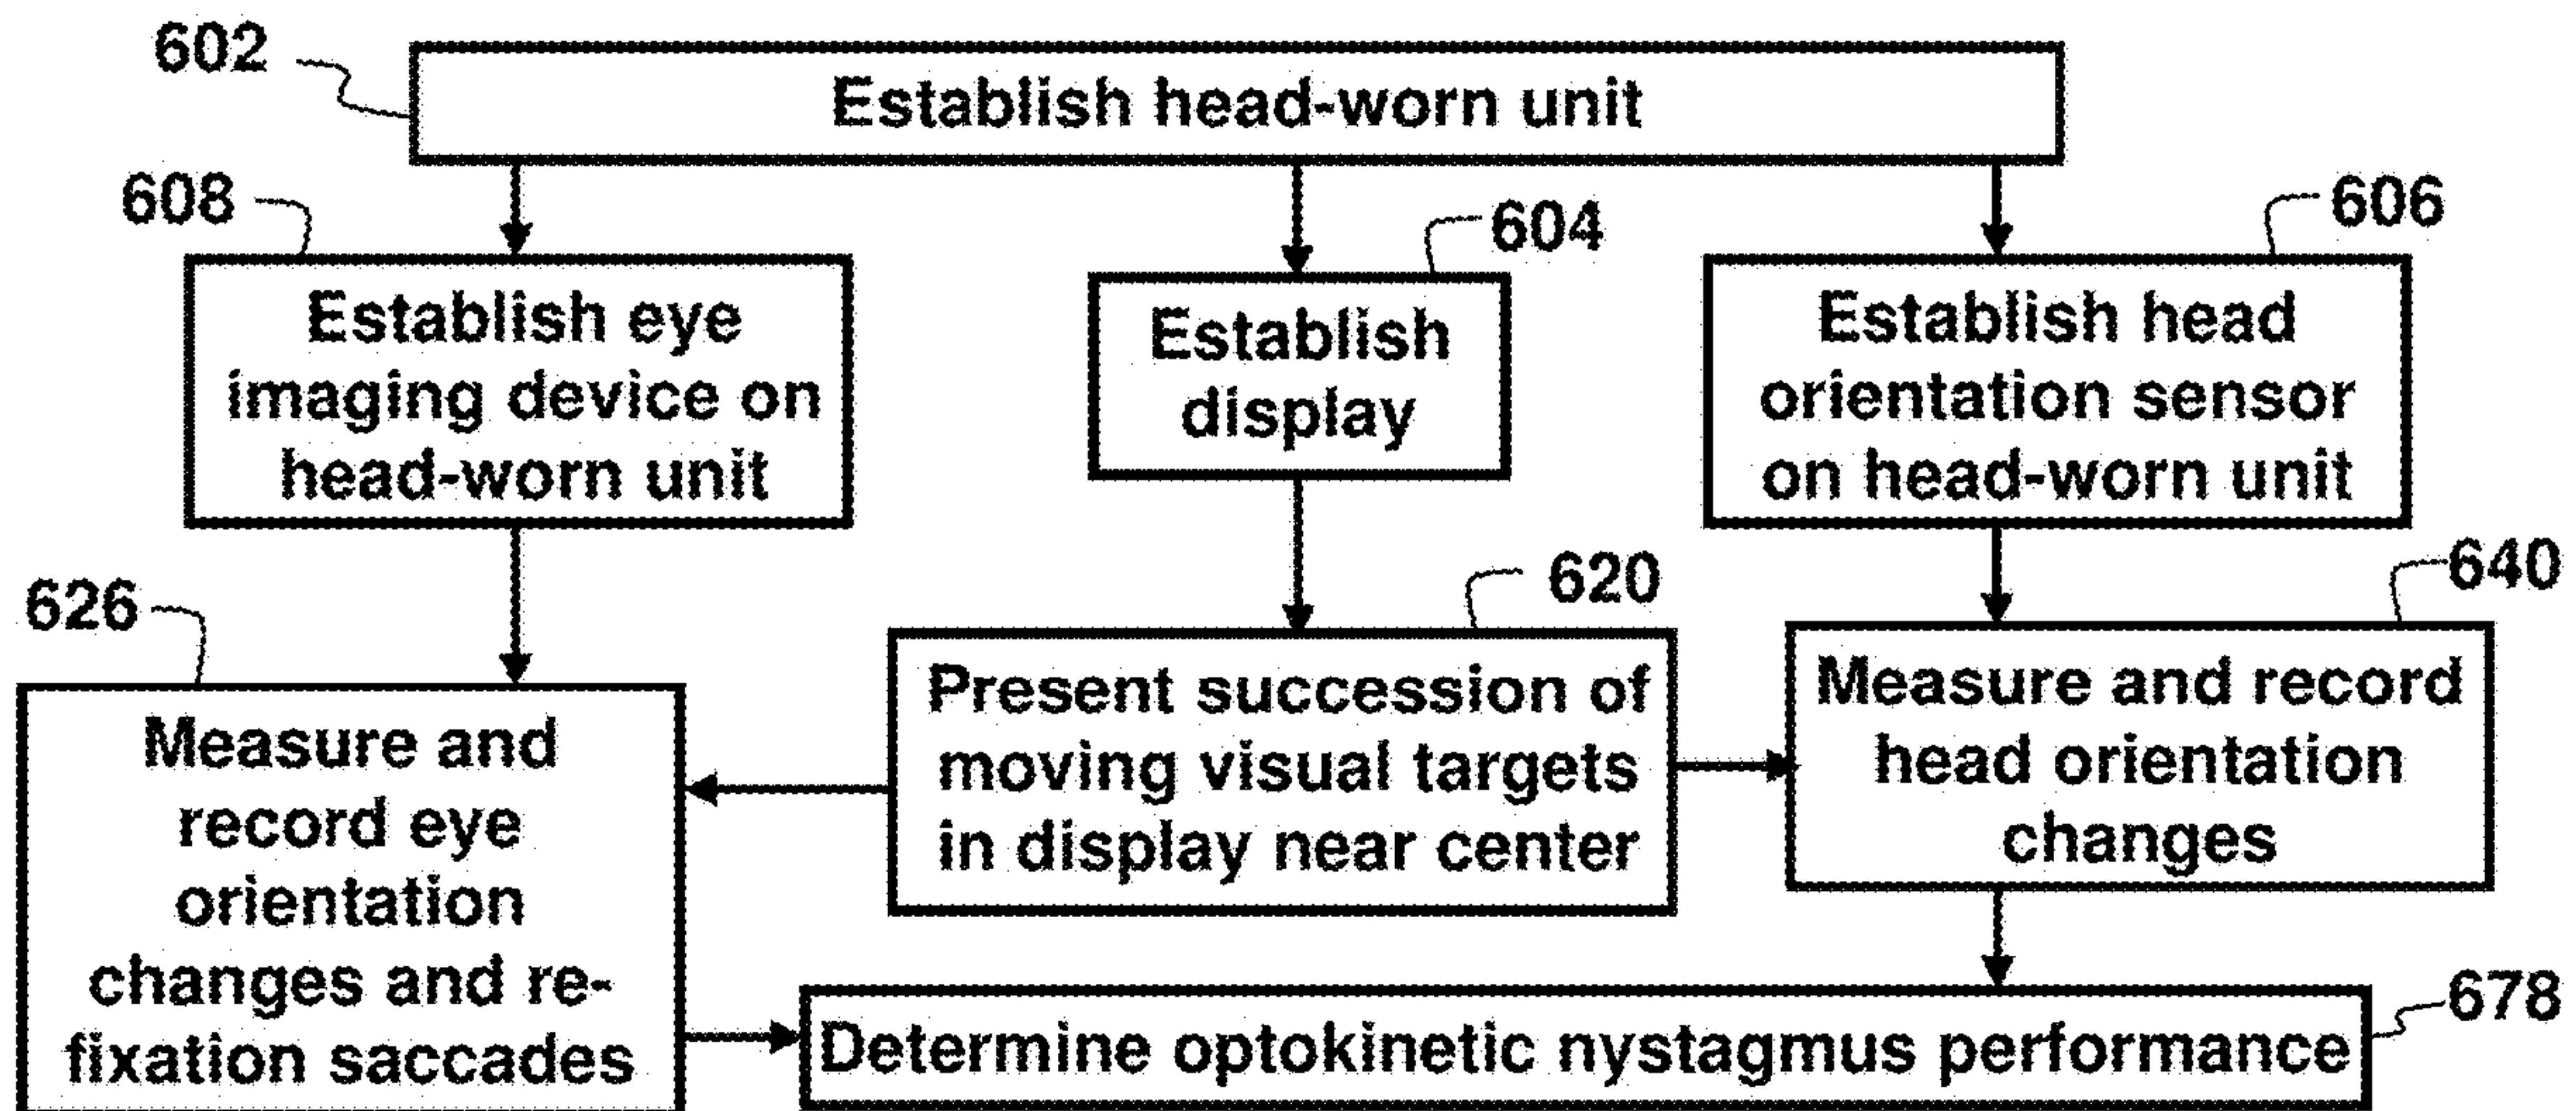 602
Establish head-worn unit
608
604
606
Establish eye
imaging device on
head-worn unit
Establish
display
Establish head
orientation sensor
on head-worn unit
626
620
640
Measure and
record eye
orientation
changes and re-
fixation saccades
Present succession of
moving visual targets
in display near center
Measure and record
head orientation
changes
678
Determine optokinetic nystagmus performance